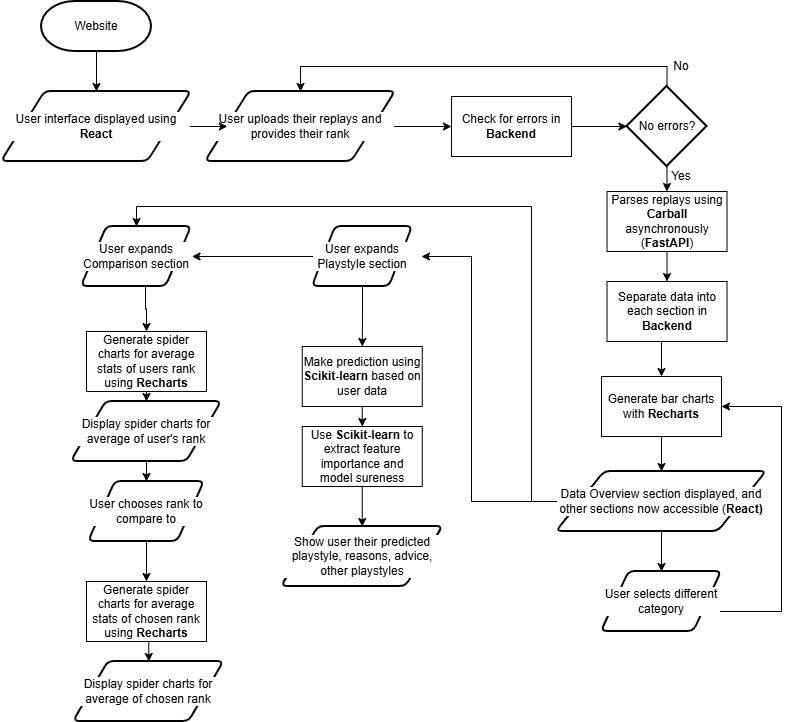 Website
User interface displayed using
React
User uploads their replays and
provides their rank
Check for errors in
Backend
No errors?
No
Yes
Parses replays using
Carball
asynchronously
(FastAPI)
Separate data into
each section in
Backend
Generate bar charts
with Recharts
Data Overview section displayed, and
other sections now accessible (React)
User selects different
category
User expands
Playstyle section
Make prediction using
Scikit-learn based on
user data
Use Scikit-learn to
extract feature
importance and
model sureness
Show user their predicted
playstyle, reasons, advice,
other playstyles
User expands
Comparison section
Generate spider
charts for average
stats of users rank
using Recharts
Display spider charts for
average of user's rank
User chooses rank to
compare to
Generate spider
charts for average
stats of chosen rank
using Recharts
Display spider charts for
average of chosen rank